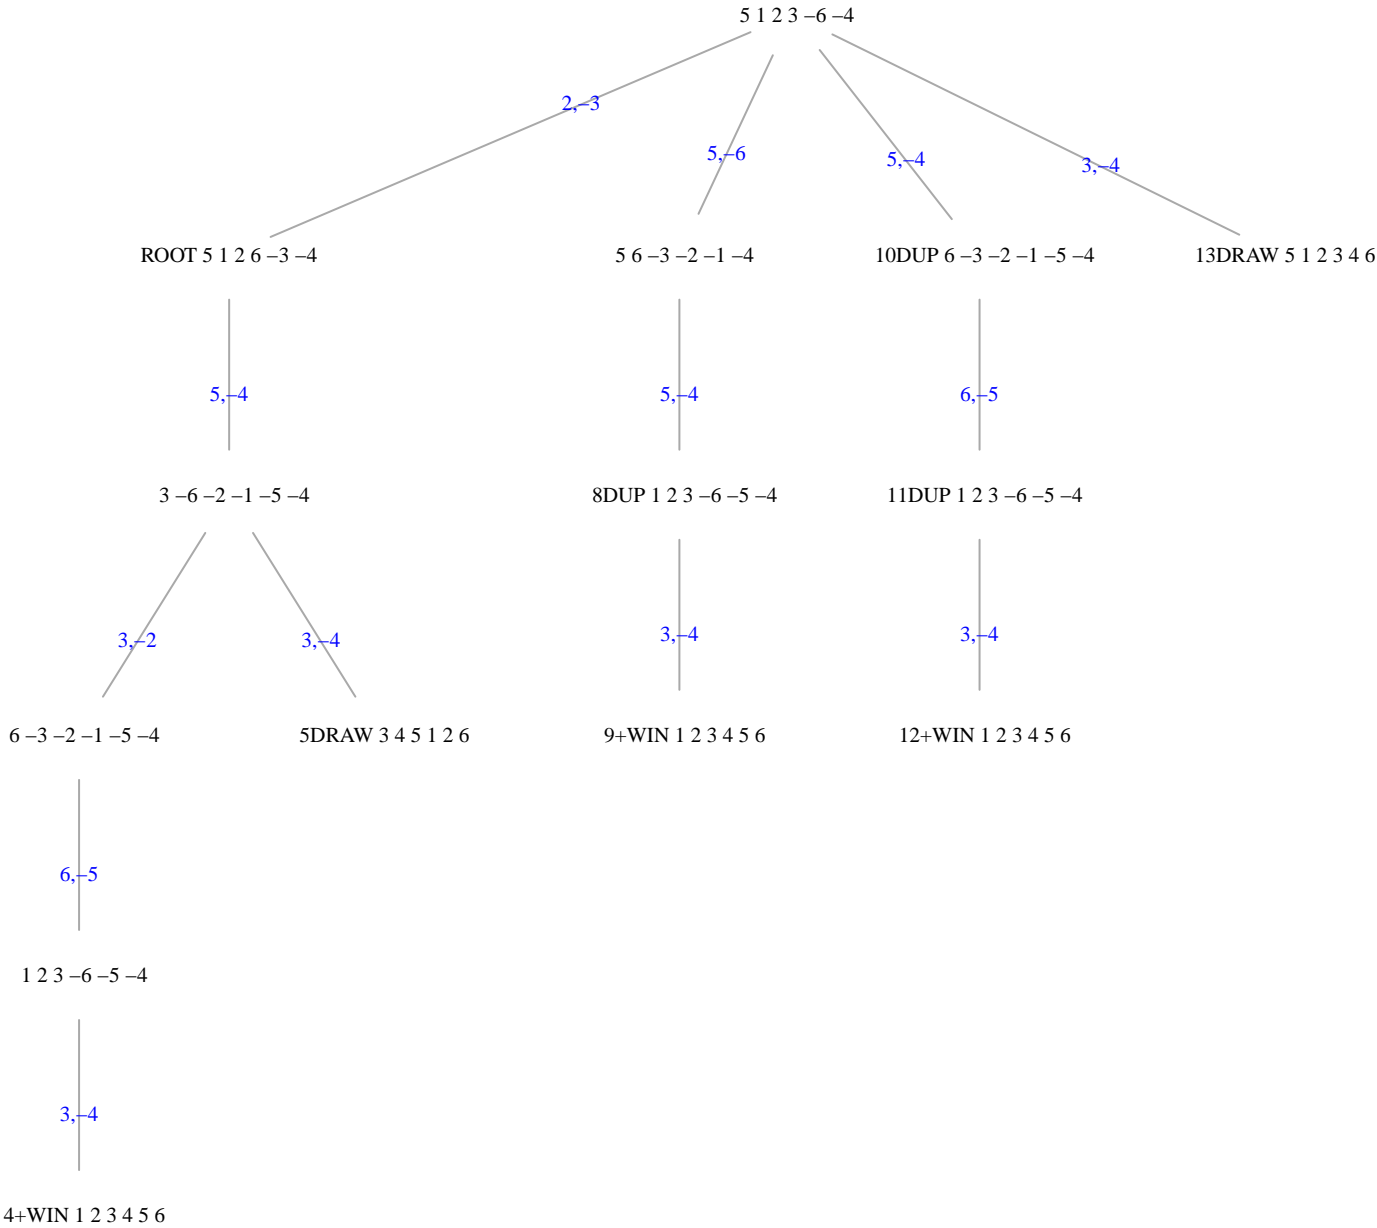 5 1 2 3 –6 –4
2,–3
5,–6
5,–4
3,–4
ROOT 5 1 2 6 –3 –4
5 6 –3 –2 –1 –4
10DUP 6 –3 –2 –1 –5 –4
13DRAW 5 1 2 3 4 6
5,–4
5,–4
6,–5
3 –6 –2 –1 –5 –4
8DUP 1 2 3 –6 –5 –4
11DUP 1 2 3 –6 –5 –4
3,–2
3,–4
3,–4
3,–4
6 –3 –2 –1 –5 –4
5DRAW 3 4 5 1 2 6
9+WIN 1 2 3 4 5 6
12+WIN 1 2 3 4 5 6
6,–5
1 2 3 –6 –5 –4
3,–4
4+WIN 1 2 3 4 5 6